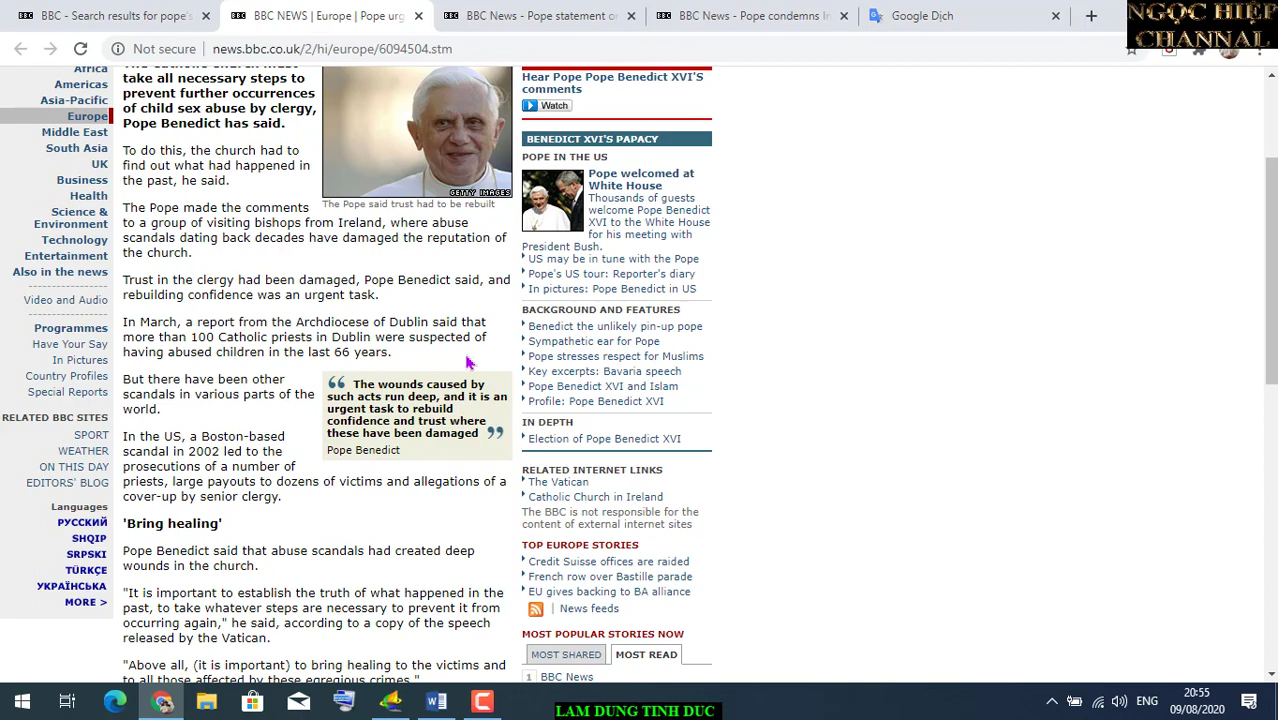 BBC - Search results for pope's
BBC NEWS | Europe | Pope urg
BBC News - Pope statement on
BBC News - Pope condemns Ir
Google Dịch
NGỌC HIỆP
CHANNAL
Not secure
news.bbc.co.uk/2/hi/europe/6094504.stm
Africa
Americas
Asia-Pacific
Europe
Middle East
South Asia
UK
Business
Health
Science &
Environment
Technology
Entertainment
Also in the news
Video and Audio
Programmes
Have Your Say
In Pictures
Country Profiles
Special Reports
RELATED BBC SITES
SPORT
WEATHER
ON THIS DAY
EDITORS' BLOG
Languages
РУССКИЙ
SHQIP
SRPSKI
TÜRKÇE
УКРАЇНСЬКА
MORE >
The Catholic Church must
take all necessary steps to
prevent further occurrences
of child sex abuse by clergy,
Pope Benedict has said.
To do this, the church had to
find out what had happened in
the past, he said.
GETTY IMAGES
The Pope said trust had to be rebuilt
The Pope made the comments
to a group of visiting bishops from Ireland, where abuse
scandals dating back decades have damaged the reputation of
the church.
Trust in the clergy had been damaged, Pope Benedict said, and
rebuilding confidence was an urgent task.
In March, a report from the Archdiocese of Dublin said that
more than 100 Catholic priests in Dublin were suspected of
having abused children in the last 66 years.
But there have been other
scandals in various parts of the
world.
The wounds caused by
such acts run deep, and it is an
urgent task to rebuild
confidence and trust where
these have been damaged
Pope Benedict
In the US, a Boston-based
scandal in 2002 led to the
prosecutions of a number of
priests, large payouts to dozens of victims and allegations of a
cover-up by senior clergy.
'Bring healing'
Pope Benedict said that abuse scandals had created deep
wounds in the church.
"It is important to establish the truth of what happened in the
past, to take whatever steps are necessary to prevent it from
occurring again," he said, according to a copy of the speech
released by the Vatican.
"Above all, (it is important) to bring healing to the victims and
to all those affected by these egregious crimes."
Hear Pope Pope Benedict XVI'S
comments
Watch
BENEDICT XVI'S PAPACY
POPE IN THE US
Pope welcomed at
White House
Thousands of guests
welcome Pope Benedict
XVI to the White House
for his meeting with
President Bush.
US may be in tune with the Pope
Pope's US tour: Reporter's diary
In pictures: Pope Benedict in US
BACKGROUND AND FEATURES
Benedict the unlikely pin-up pope
Sympathetic ear for Pope
Pope stresses respect for Muslims
Key excerpts: Bavaria speech
Pope Benedict XVI and Islam
Profile: Pope Benedict XVI
IN DEPTH
Election of Pope Benedict XVI
RELATED INTERNET LINKS
The Vatican
Catholic Church in Ireland
The BBC is not responsible for the
content of external internet sites
TOP EUROPE STORIES
Credit Suisse offices are raided
French row over Bastille parade
EU gives backing to BA alliance
News feeds
MOST POPULAR STORIES NOW
MOST SHARED
MOST READ
1 BBC News
LAM DUNG TINH DUC
ENG
20:55
09/08/2020